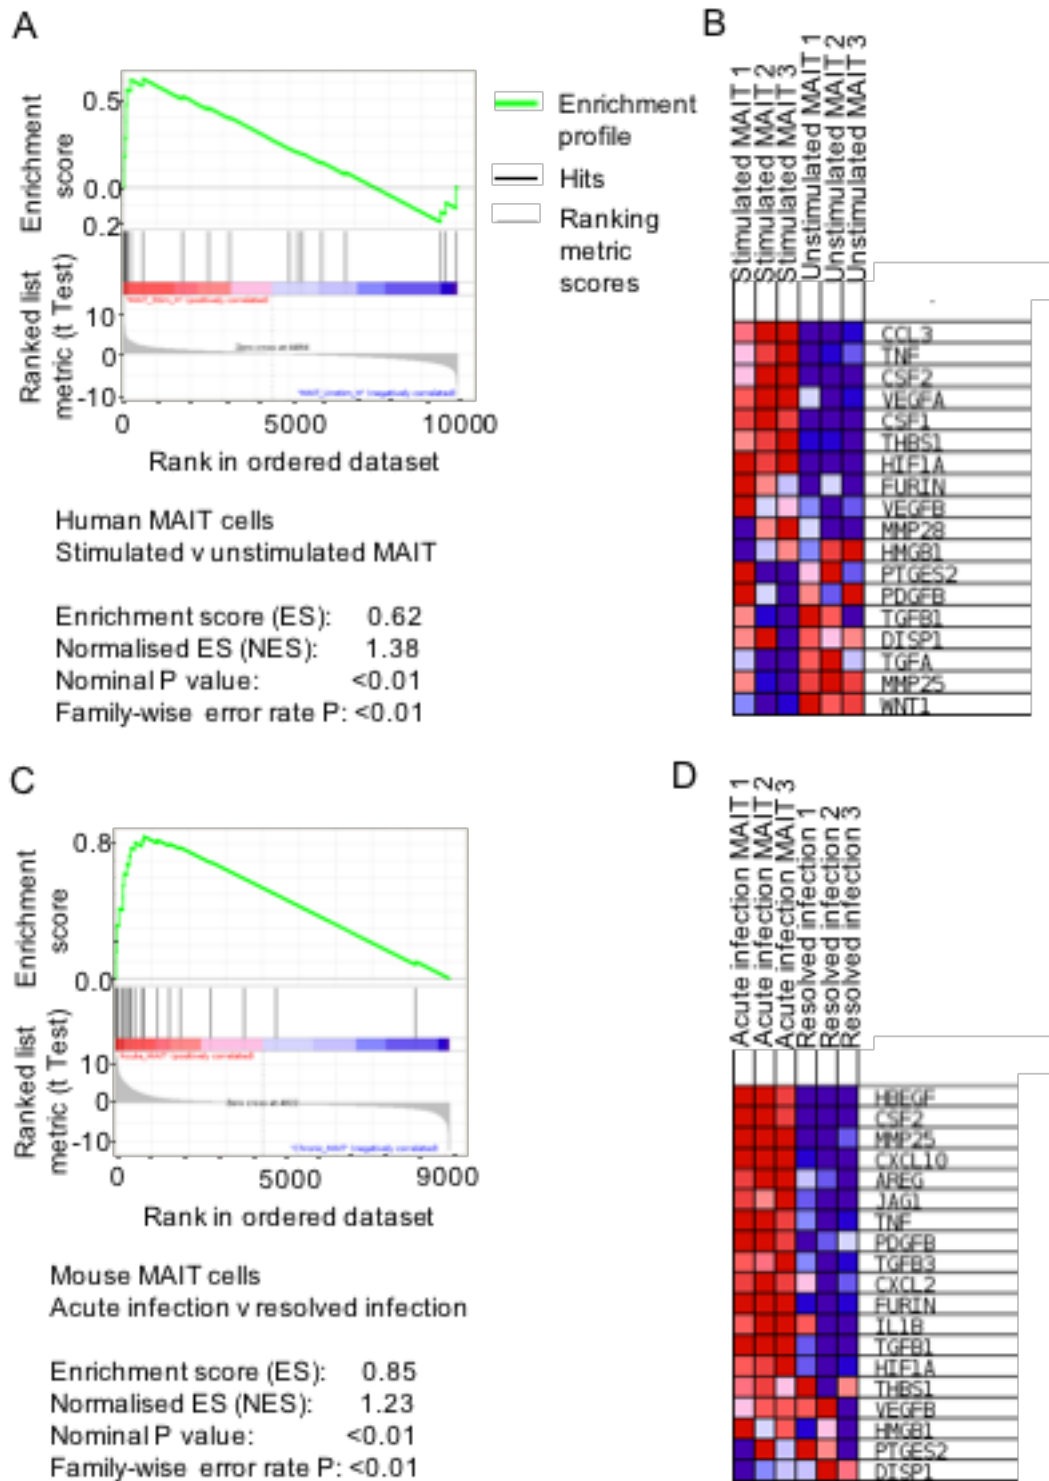 A
Enrichment score
0.5
0.0
0.2
Ranked list metric (t Test)
10
0
-10
0 5000 10000
Rank in ordered dataset
Enrichment profile
Hits
Ranking metric scores
Human MAIT cells
Stimulated v unstimulated MAIT
Enrichment score (ES): 0.62
Normalised ES (NES): 1.38
Nominal P value: <0.01
Family-wise error rate P: <0.01
B
Stimulated MAIT 1
Stimulated MAIT 2
Stimulated MAIT 3
Unstimulated MAIT 1
Unstimulated MAIT 2
Unstimulated MAIT 3
CCL3
TNF
CSF2
VEGFA
CSF1
THBS1
HIF1A
FURIN
VEGFB
MMP28
HMGB1
PTGES2
PDGFB
TGFB1
DISP1
TGFA
MMP25
WNT1
C
Enrichment score
0.8
0.0
Ranked list metric (t Test)
10
0
-10
0 5000 9000
Rank in ordered dataset
Mouse MAIT cells
Acute infection v resolved infection
Enrichment score (ES): 0.85
Normalised ES (NES): 1.23
Nominal P value: <0.01
Family-wise error rate P: <0.01
D
Acute infection MAIT 1
Acute infection MAIT 2
Acute infection MAIT 3
Resolved infection 1
Resolved infection 2
Resolved infection 3
HBEGF
CSF2
MMP25
CXCL10
AREG
JAG1
TNF
PDGFB
TGFB3
CXCL2
FURIN
IL1B
TGFB1
HIF1A
THBS1
VEGFB
HMGB1
PTGES2
DISP1